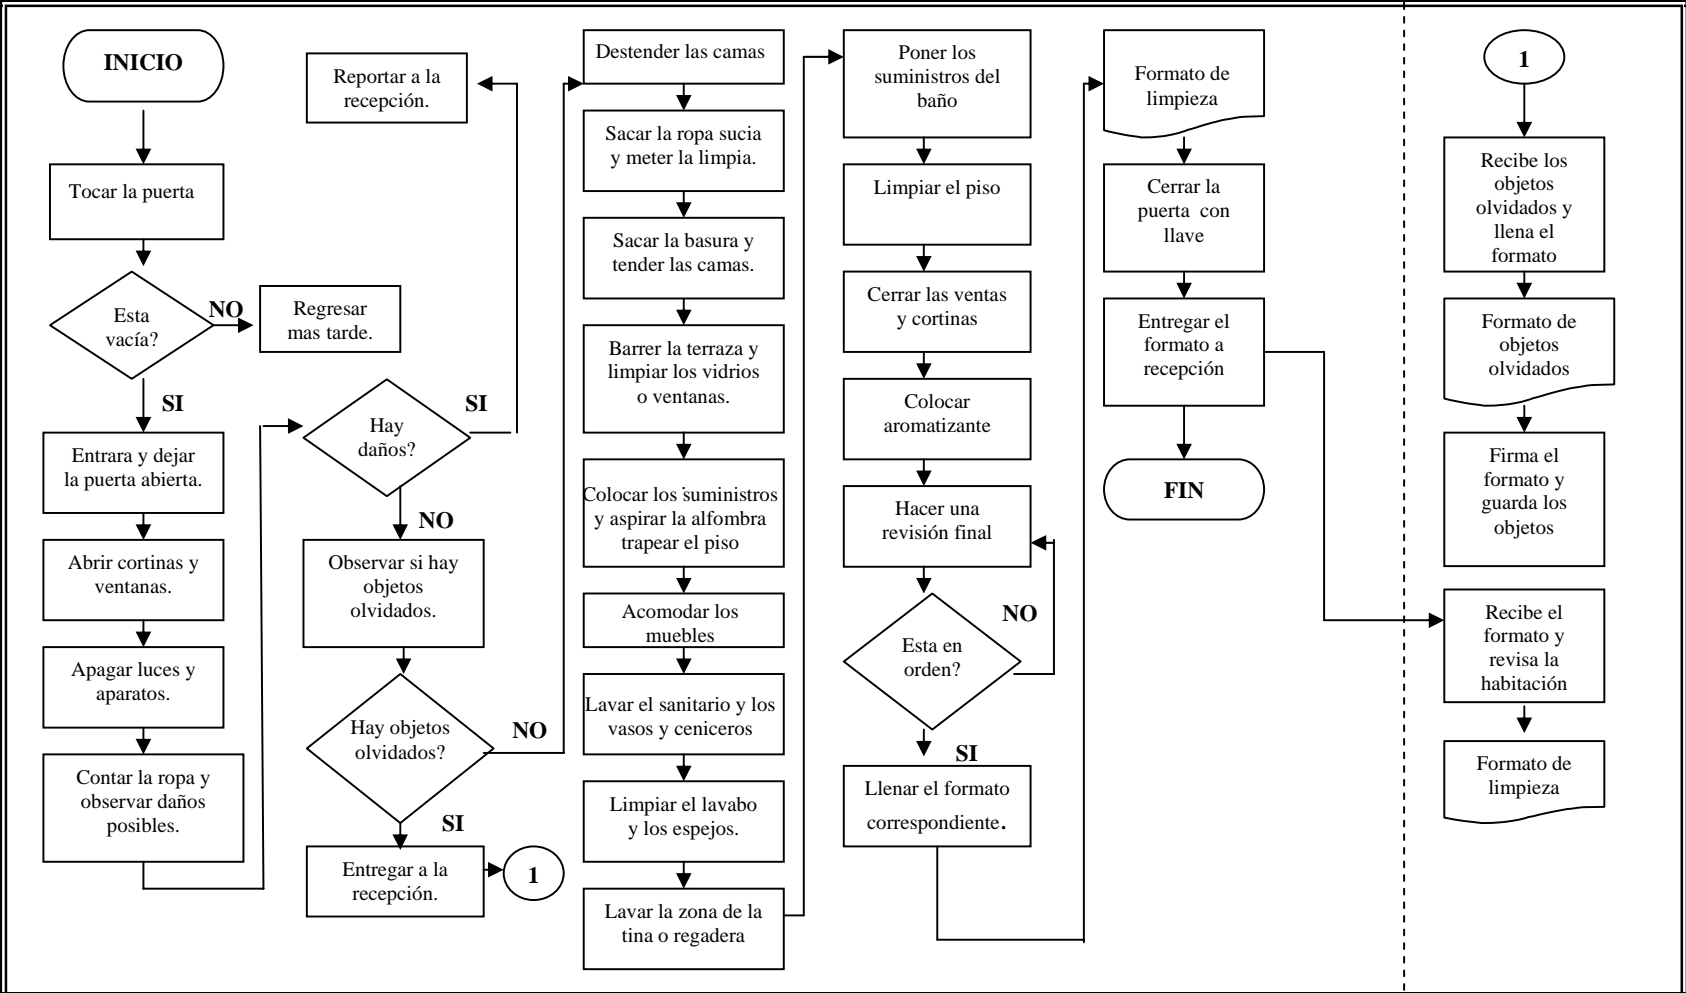 INICIO
Tocar la puerta
Esta
vacía?
NO
Regresar
mas tarde.
SI
Entrara y dejar
la puerta abierta.
Abrir cortinas y
ventanas.
Apagar luces y
aparatos.
Contar la ropa y
observar daños
posibles.
Reportar a la
recepción.
Hay
daños?
SI
NO
Observar si hay
objetos
olvidados.
Hay objetos
olvidados?
NO
SI
Entregar a la
recepción.
1
Destender las camas
Sacar la ropa sucia
y meter la limpia.
Sacar la basura y
tender las camas.
Barrer la terraza y
limpiar los vidrios
o ventanas.
Colocar los suministros
y aspirar la alfombra
trapear el piso
Acomodar los
muebles
Lavar el sanitario y los
vasos y ceniceros
Limpiar el lavabo
y los espejos.
Lavar la zona de la
tina o regadera
Poner los
suministros del
baño
Limpiar el piso
Cerrar las ventas
y cortinas
Colocar
aromatizante
Hacer una
revisión final
Esta en
orden?
NO
SI
Llenar el formato
correspondiente.
Formato de
limpieza
Cerrar la
puerta con
llave
Entregar el
formato a
recepción
FIN
1
Recibe los
objetos
olvidados y
llena el
formato
Formato de
objetos
olvidados
Firma el
formato y
guarda los
objetos
Recibe el
formato y
revisa la
habitación
Formato de
limpieza